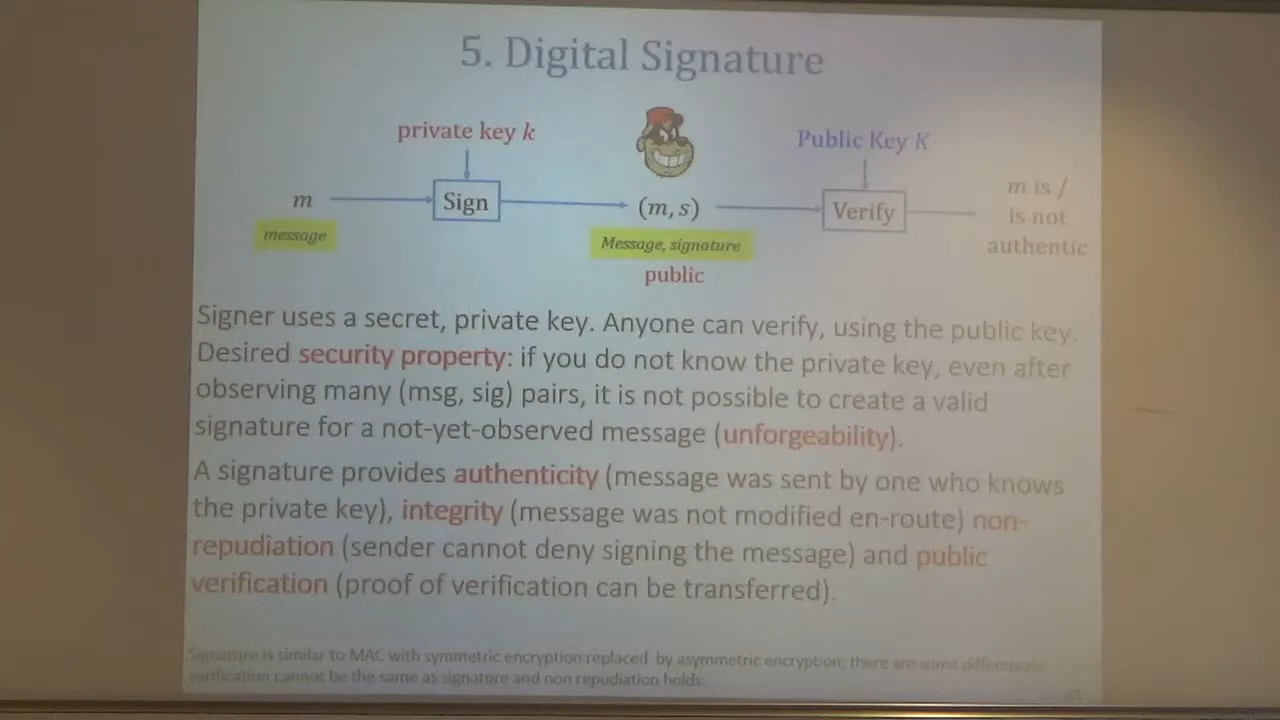 5. Digital Signature
private key k
Public Key K
m
Sign
(m, s)
Verify
m is /
is not
authentic
message
Message, signature
public
Signer uses a secret, private key. Anyone can verify, using the public key.
Desired security property: if you do not know the private key, even after
observing many (msg, sig) pairs, it is not possible to create a valid
signature for a not-yet-observed message (unforgeability).
A signature provides authenticity (message was sent by one who knows
the private key), integrity (message was not modified en-route) non-
repudiation (sender cannot deny signing the message) and public
verification (proof of verification can be transferred).
Signature is similar to MAC with symmetric encryption replaced by asymmetric encryption; there are some differences
verification cannot be the same as signature and non repudiation holds.